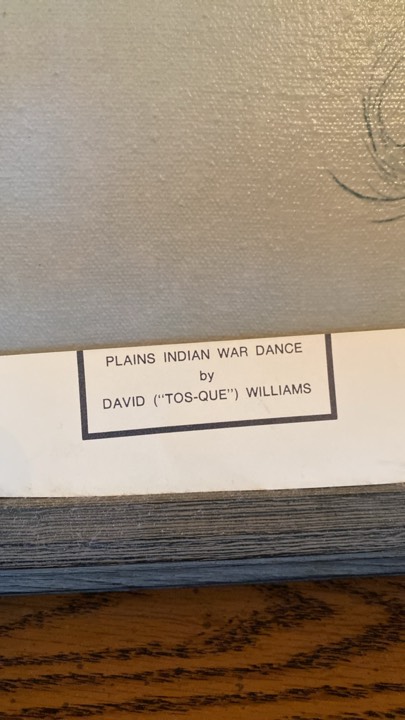 PLAINS INDIAN WAR DANCE
by
DAVID ("TOS-QUE") WILLIAMS